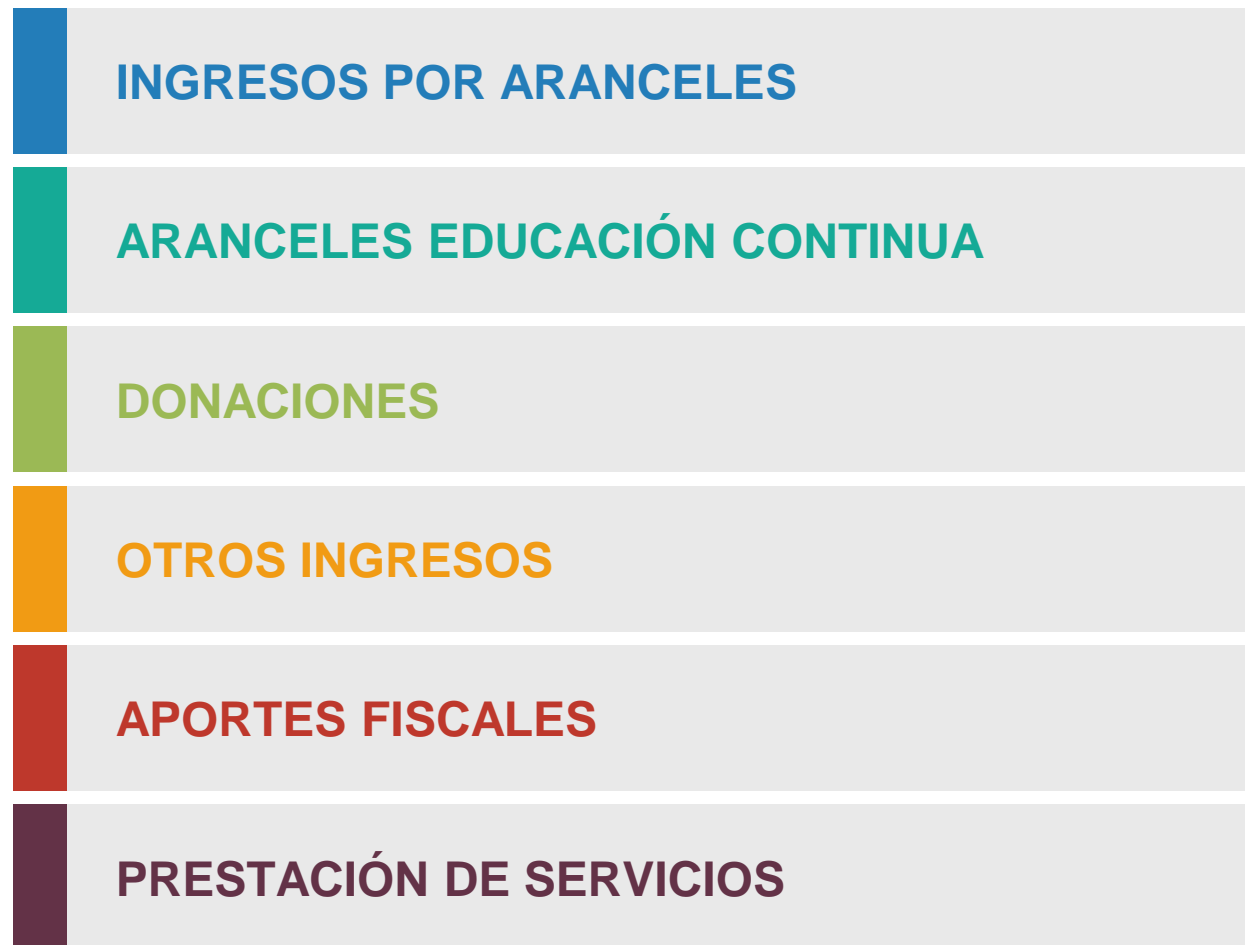 INGRESOS POR ARANCELES
ARANCELES EDUCACIÓN CONTINUA
DONACIONES
OTROS INGRESOS
APORTES FISCALES
PRESTACIÓN DE SERVICIOS